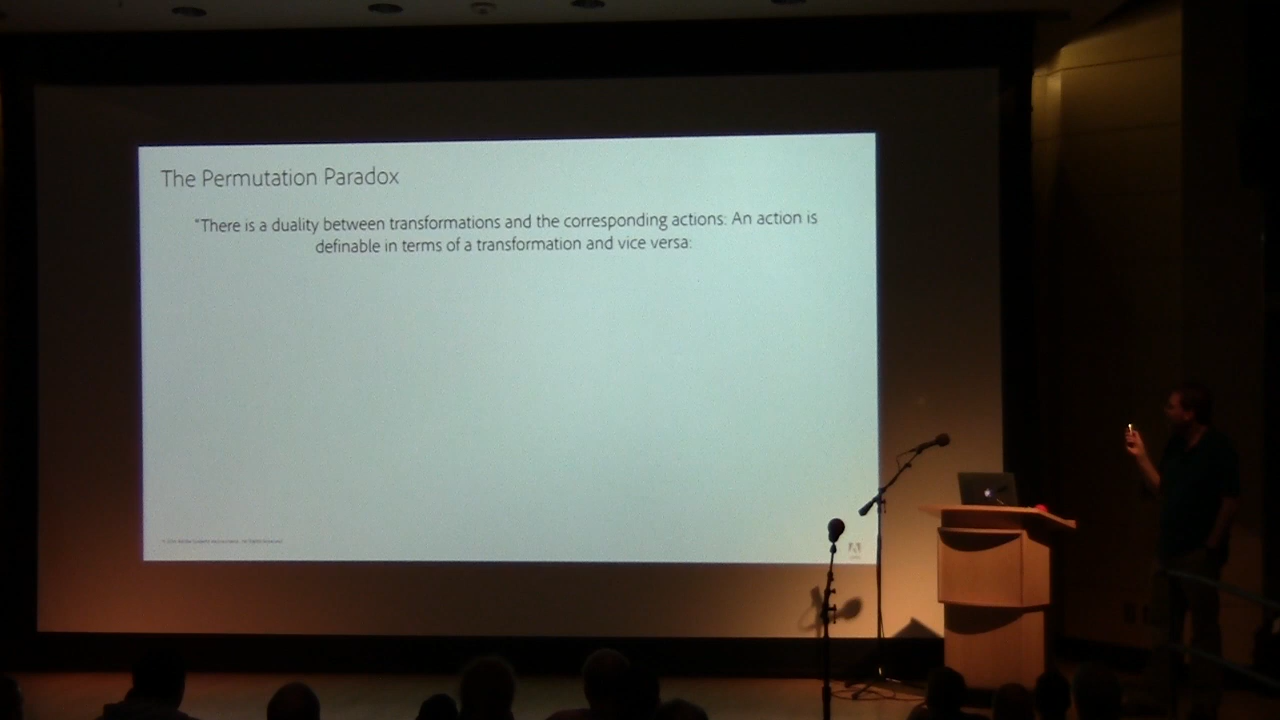 The Permutation Paradox
"There is a duality between transformations and the corresponding actions: An action is
definable in terms of a transformation and vice versa: